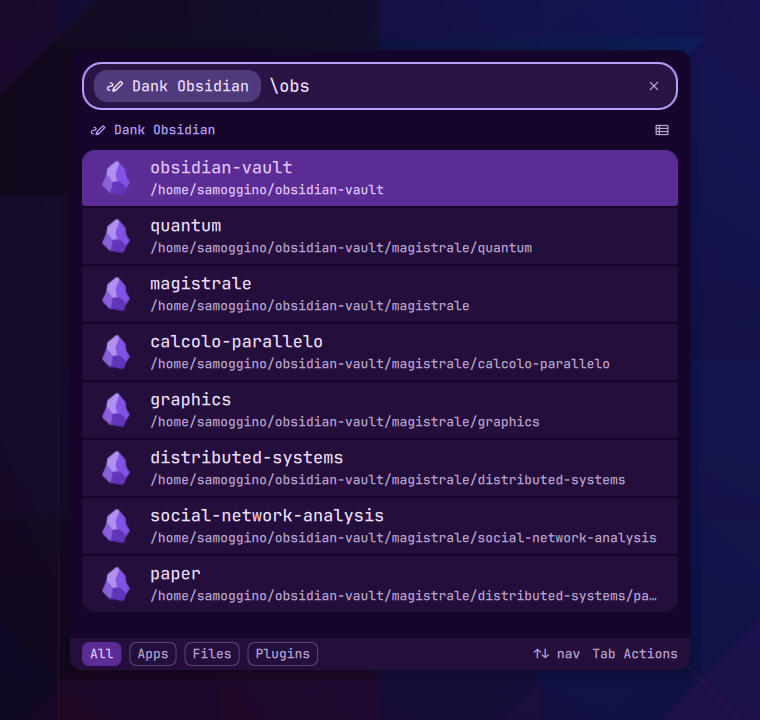 Dank Obsidian \obs
Dank Obsidian
obsidian-vault
/home/samoggino/obsidian-vault
quantum
/home/samoggino/obsidian-vault/magistrale/quantum
magistrale
/home/samoggino/obsidian-vault/magistrale
calcolo-parallelo
/home/samoggino/obsidian-vault/magistrale/calcolo-parallelo
graphics
/home/samoggino/obsidian-vault/magistrale/graphics
distributed-systems
/home/samoggino/obsidian-vault/magistrale/distributed-systems
social-network-analysis
/home/samoggino/obsidian-vault/magistrale/social-network-analysis
paper
/home/samoggino/obsidian-vault/magistrale/distributed-systems/pa…
All Apps Files Plugins ↑↓ nav Tab Actions